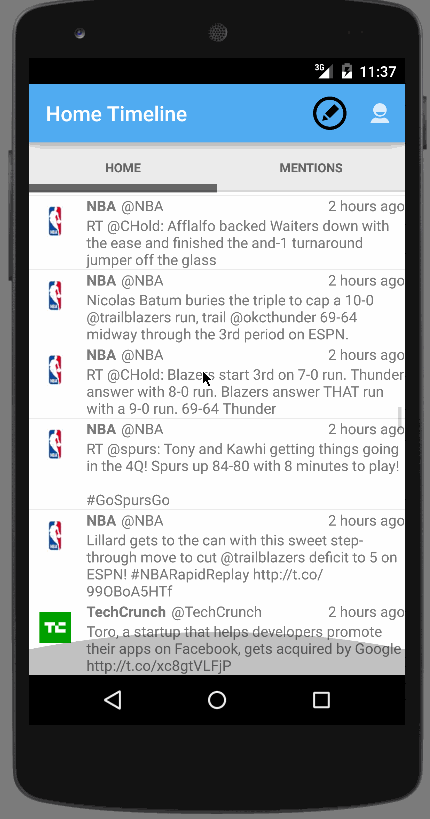 3G 11:37
Home Timeline
HOME MENTIONS
NBA @NBA 2 hours ago
RT @CHold: Afflalfo backed Waiters down with
the ease and finished the and-1 turnaround
jumper off the glass
NBA @NBA 2 hours ago
Nicolas Batum buries the triple to cap a 10-0
@trailblazers run, trail @okcthunder 69-64
midway through the 3rd period on ESPN.
NBA @NBA 2 hours ago
RT @CHold: Blazers start 3rd on 7-0 run. Thunder
answer with 8-0 run. Blazers answer THAT run
with a 9-0 run. 69-64 Thunder
NBA @NBA 2 hours ago
RT @spurs: Tony and Kawhi getting things going
in the 4Q! Spurs up 84-80 with 8 minutes to play!
#GoSpursGo
NBA @NBA 2 hours ago
Lillard gets to the can with this sweet step-
through move to cut @trailblazers deficit to 5 on
ESPN! #NBARapidReplay http://t.co/
99OBoA5HTf
TechCrunch @TechCrunch 2 hours ago
Toro, a startup that helps developers promote
their apps on Facebook, gets acquired by Google
http://t.co/xc8gtVLFjP